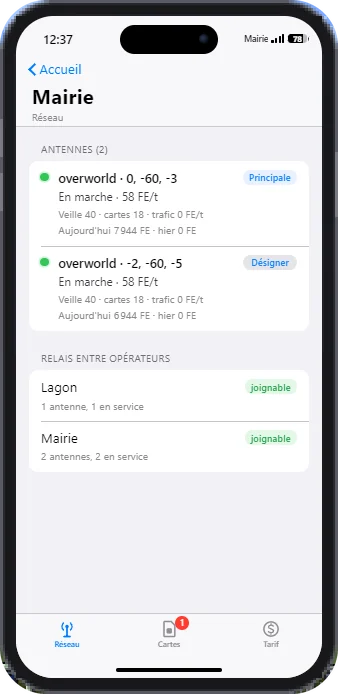 12:37
Mairie 78
Accueil
Mairie
Réseau
ANTENNES (2)
overworld · 0, -60, -3 Principale
En marche · 58 FE/t
Veille 40 · cartes 18 · trafic 0 FE/t
Aujourd'hui 7 944 FE · hier 0 FE
overworld · -2, -60, -5 Désigner
En marche · 58 FE/t
Veille 40 · cartes 18 · trafic 0 FE/t
Aujourd'hui 6 944 FE · hier 0 FE
RELAIS ENTRE OPÉRATEURS
Lagon joignable
1 antenne, 1 en service
Mairie joignable
2 antennes, 2 en service
1
Réseau Cartes Tarif